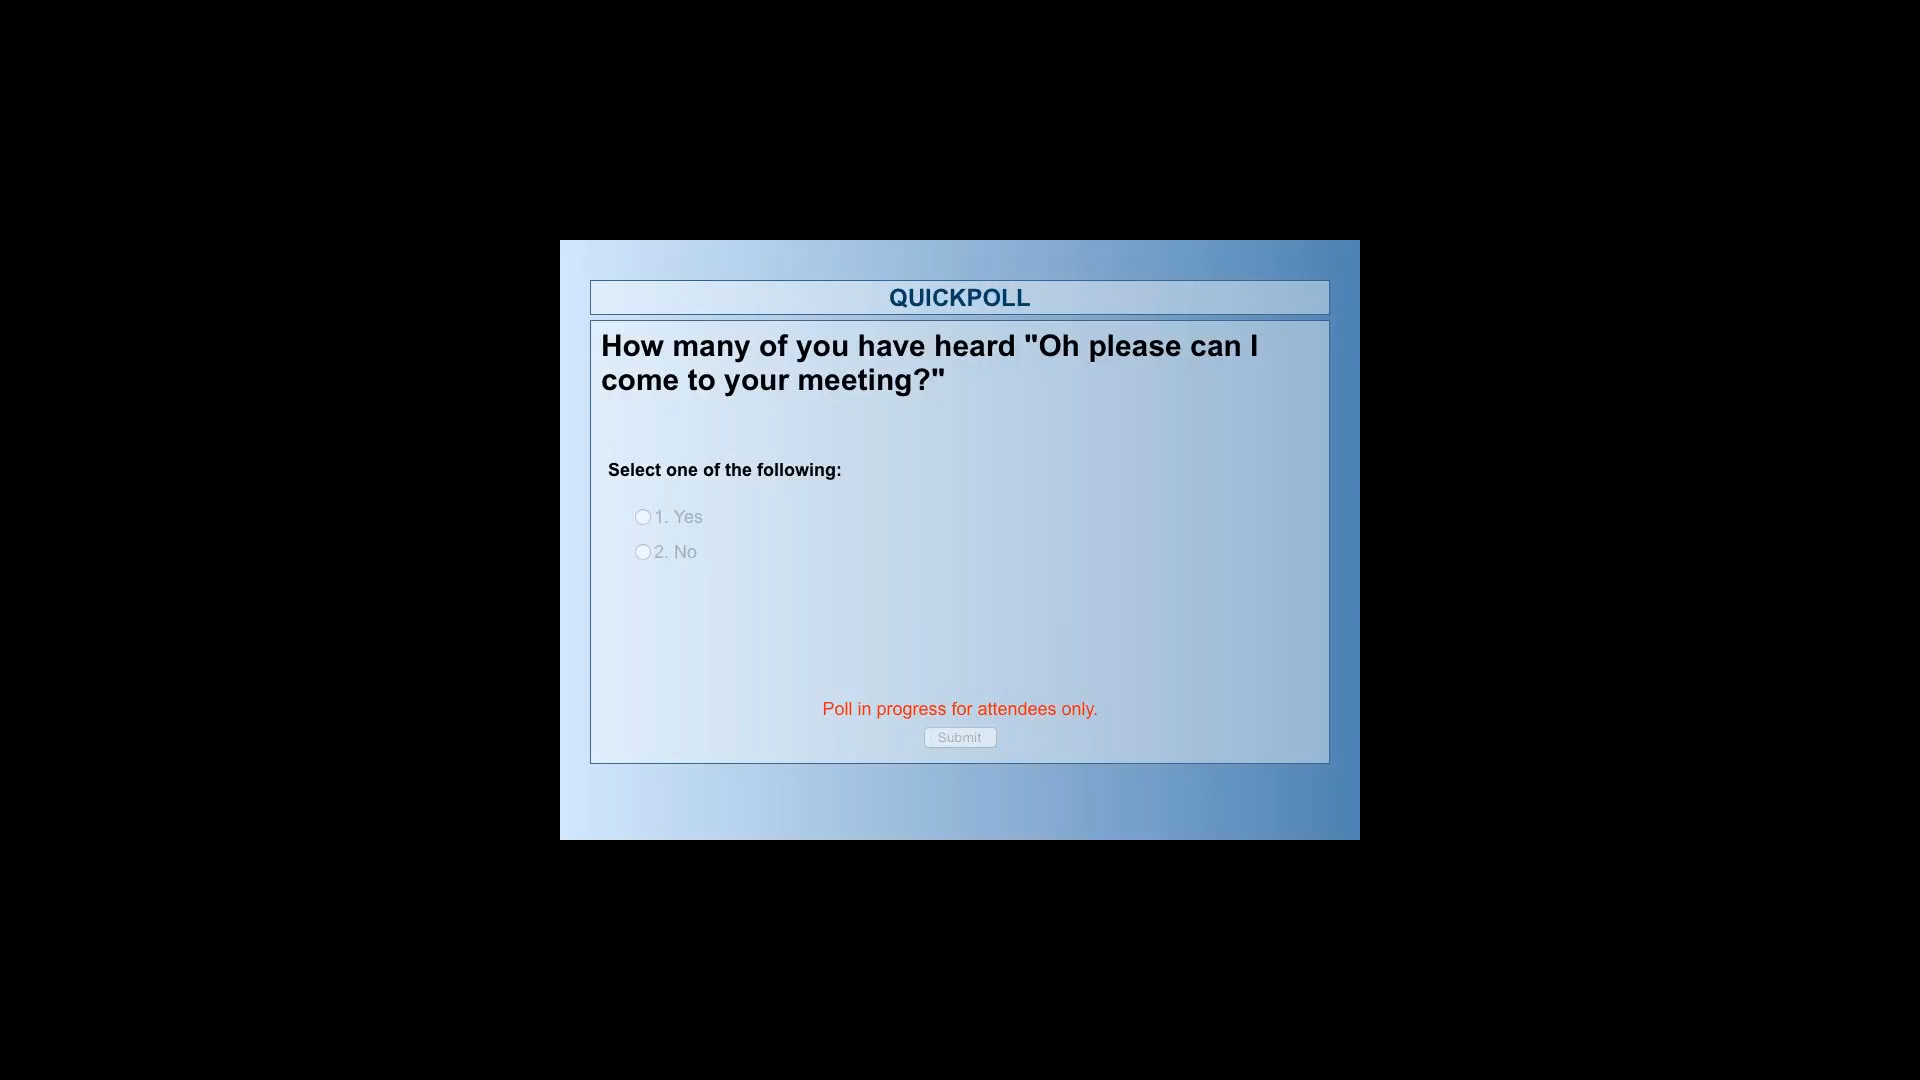 QUICKPOLL
How many of you have heard "Oh please can I
come to your meeting?"
Select one of the following:
1. Yes
2. No
Poll in progress for attendees only.
Submit